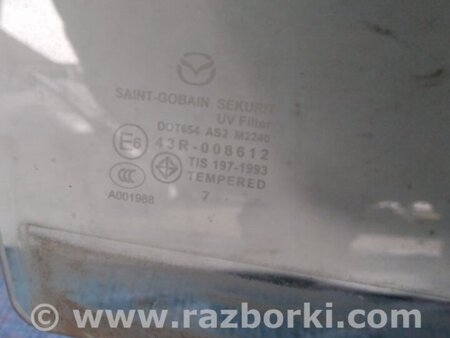 SAINT-GOBAIN SEKURIT
UV Filter
DOT654 AS2 M2240
E6 43R-008612
TIS 197-1993
CCC TEMPERED
A001988 7
© www.razborki.com